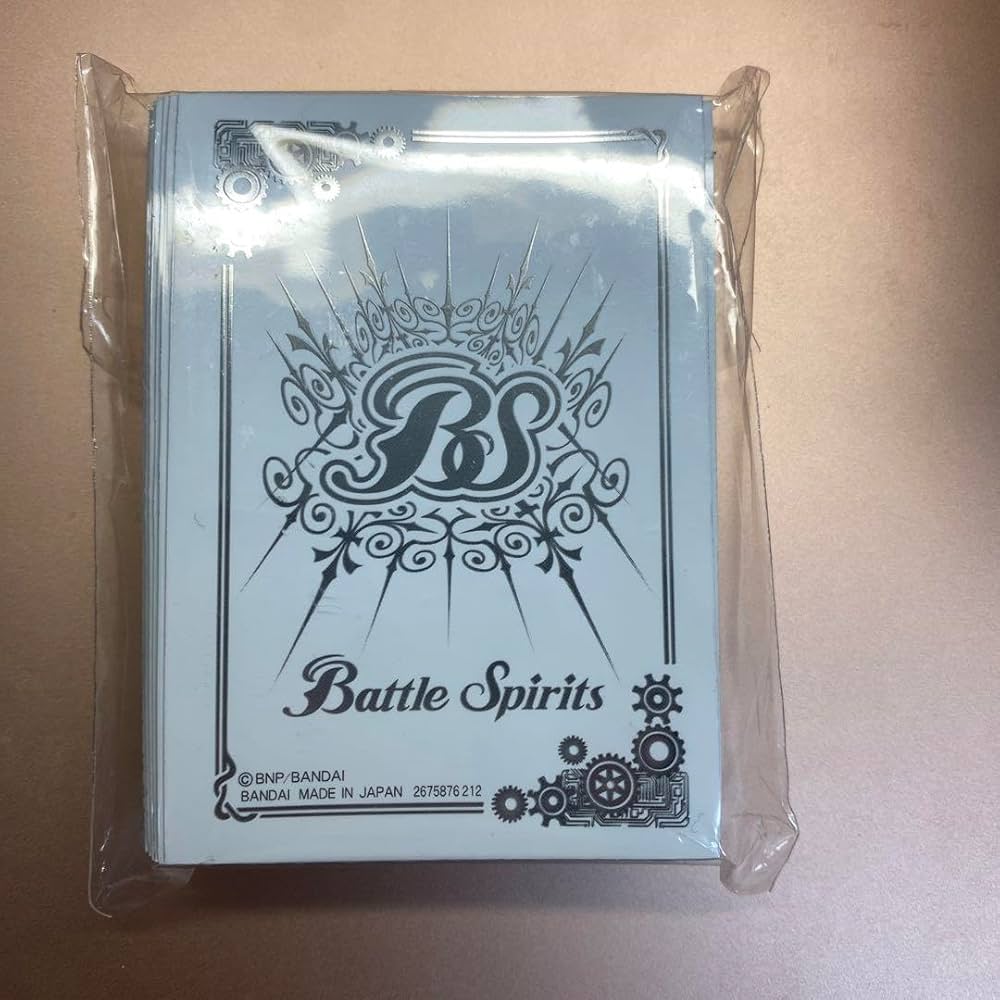 BS
Battle Spirits
©BNP/BANDAI
BANDAI MADE IN JAPAN 2675876 212